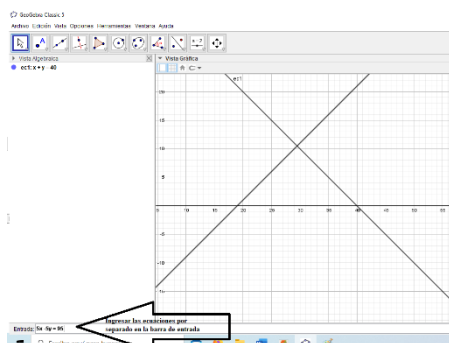 GeoGebra Classic 5
Archivo Edición Vista Opciones Herramientas Ventana Ayuda
Vista Algebraica
Vista Gráfica
ec1: x + y = 40
ec1
20
15
10
5
10
15
20
25
30
35
40
45
50
55
-5
-10
Entrada:
Ingresar las ecuaciones por
separado en la barra de entrada